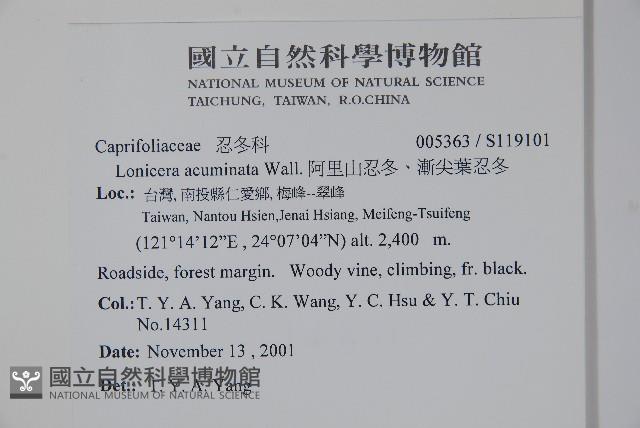 國立自然科學博物館
NATIONAL MUSEUM OF NATURAL SCIENCE
TAICHUNG, TAIWAN, R.O.CHINA
Caprifoliaceae 忍冬科 005363 / S119101
Lonicera acuminata Wall. 阿里山忍冬、漸尖葉忍冬
Loc.: 台灣, 南投縣仁愛鄉, 梅峰--翠峰
Taiwan, Nantou Hsien,Jenai Hsiang, Meifeng-Tsuifeng
(121°14'12”E , 24°07'04”N) alt. 2,400 m.
Roadside, forest margin. Woody vine, climbing, fr. black.
Col.: T. Y. A. Yang, C. K. Wang, Y. C. Hsu & Y. T. Chiu
No.14311
Date: November 13 , 2001
Det.: T. Y. A. Yang
國立自然科學博物館
NATIONAL MUSEUM OF NATURAL SCIENCE